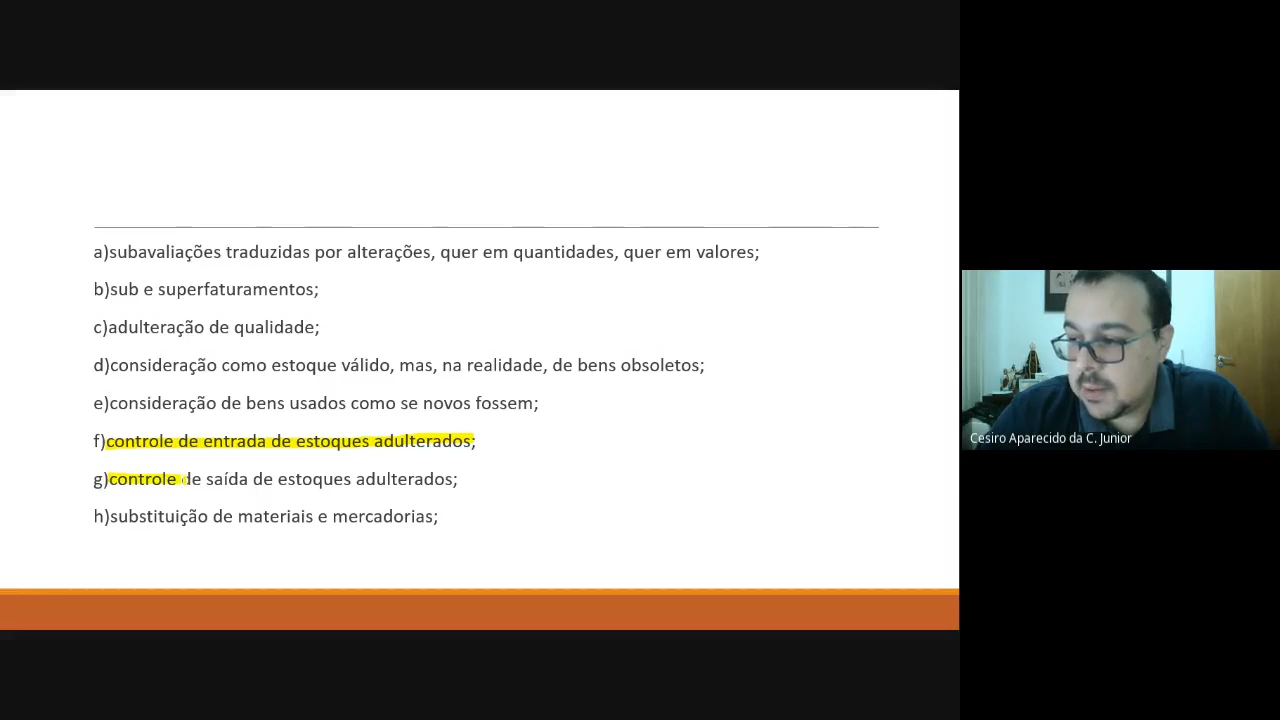 a)subavaliações traduzidas por alterações, quer em quantidades, quer em valores;
b)sub e superfaturamentos;
c)adulteração de qualidade;
d)consideração como estoque válido, mas, na realidade, de bens obsoletos;
e)consideração de bens usados como se novos fossem;
f)controle de entrada de estoques adulterados;
g)controle de saída de estoques adulterados;
h)substituição de materiais e mercadorias;
Cesiro Aparecido da C. Junior